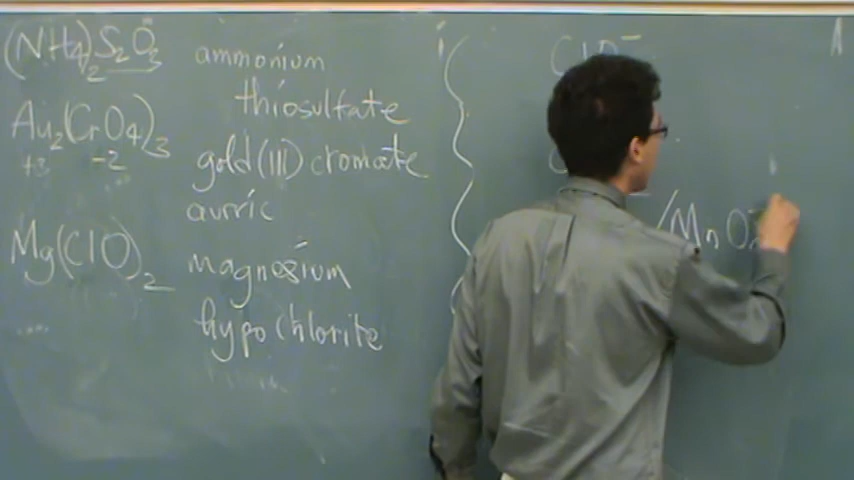 (NH4)2S2O3 ammonium
thiosulfate
Au2(CrO4)3 gold(III) cromate
+3 -2
auric
Mg(ClO)2 magnesium
hypochlorite
ClO-
MnO